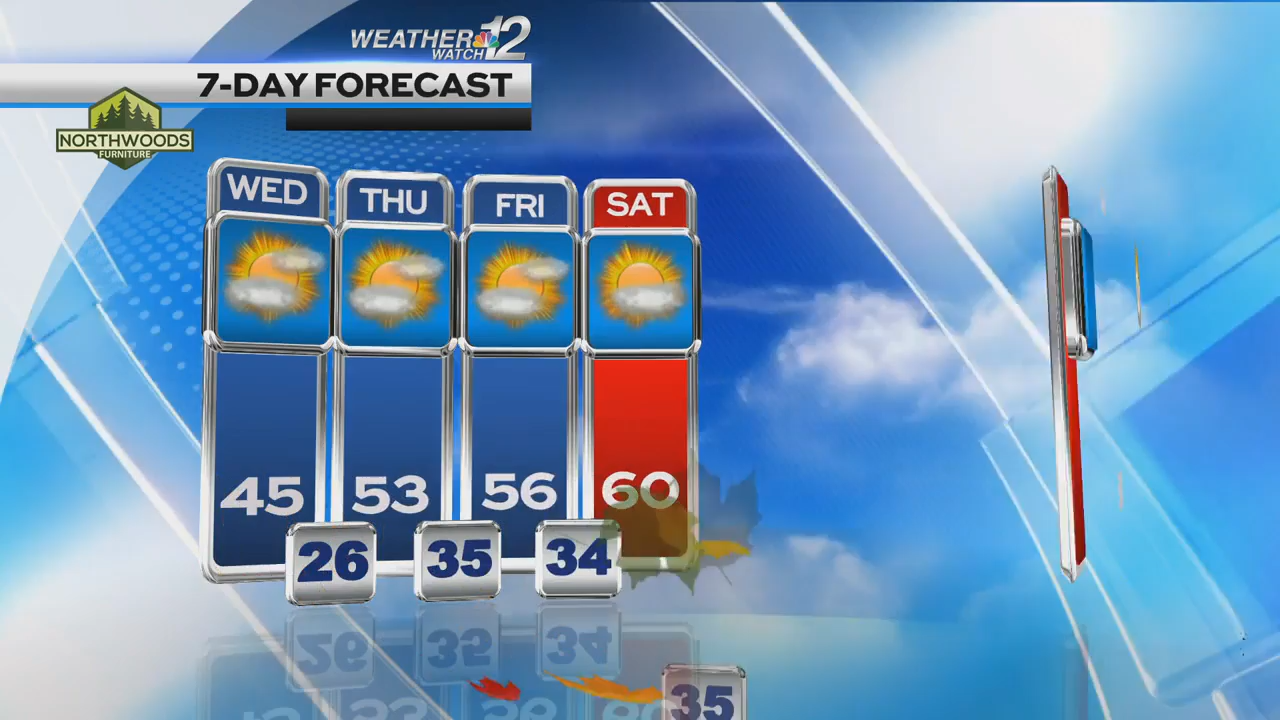 WEATHER
WATCH 12
7-DAY FORECAST
NORTHWOODS
FURNITURE
WED THU FRI SAT
45 53 56 60
26 35 34
35